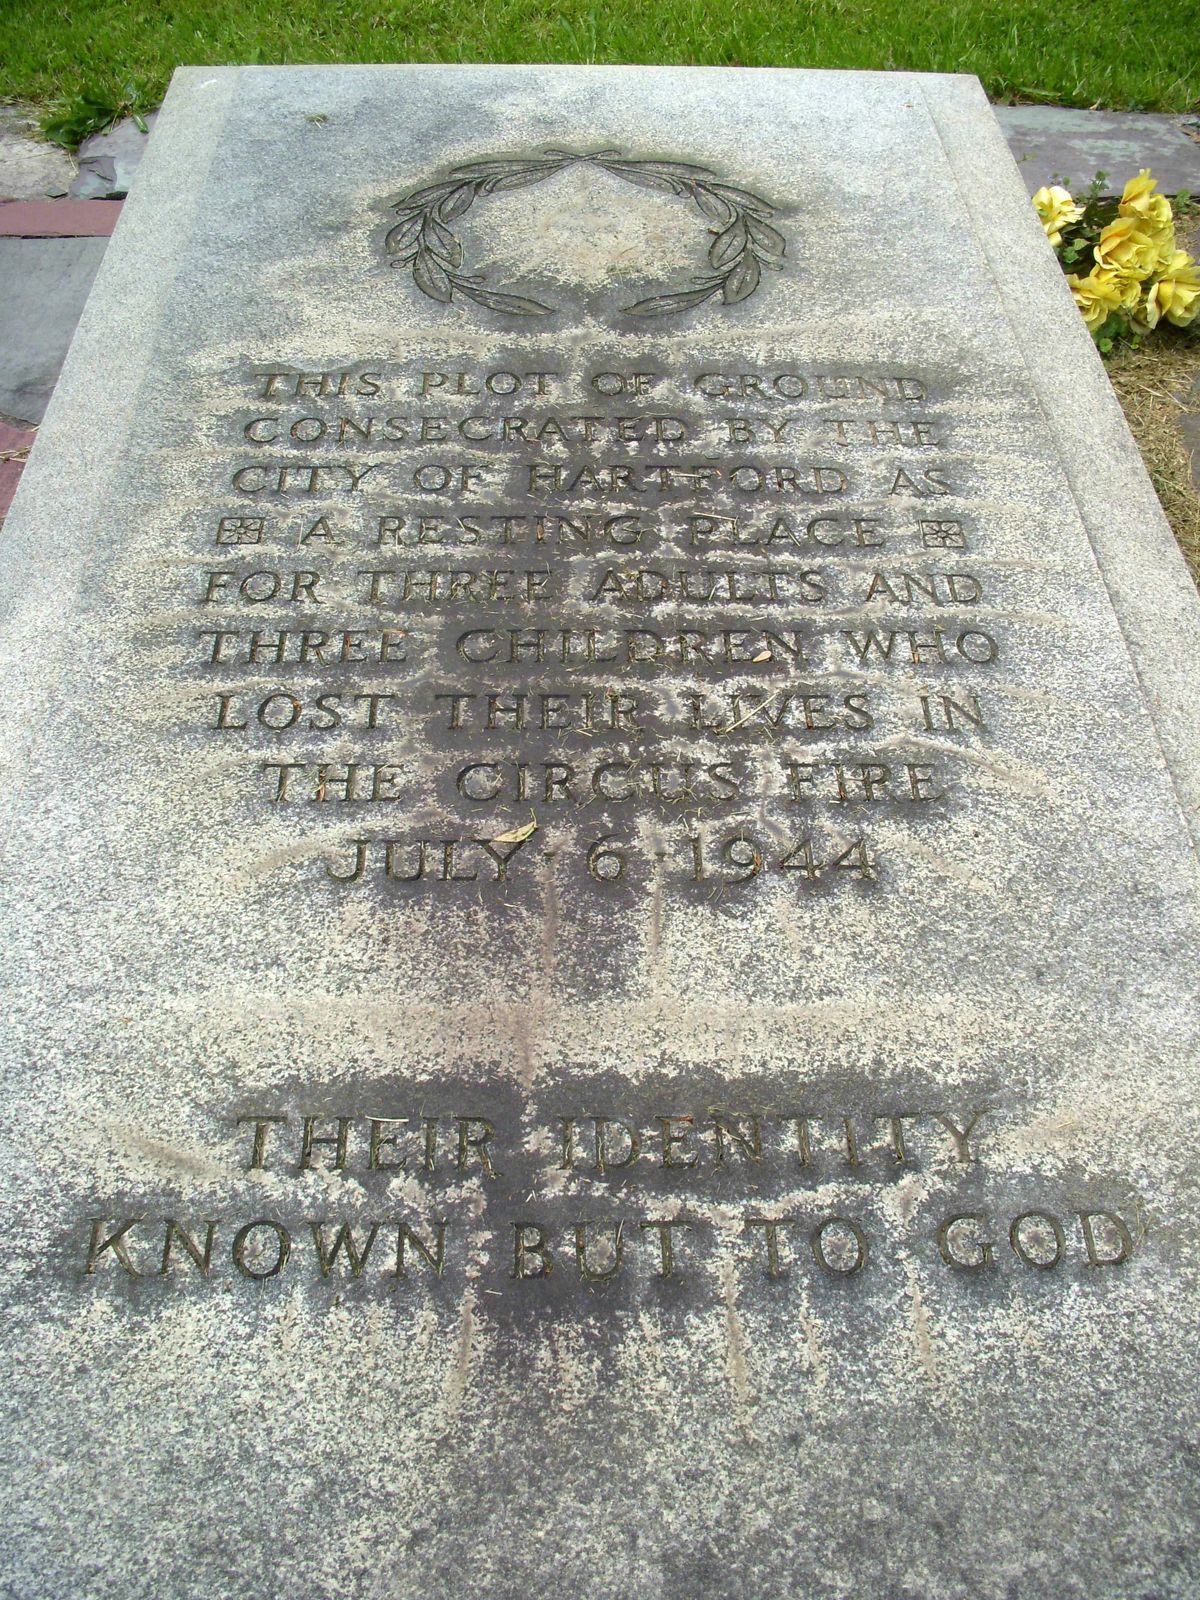 THIS PLOT OF GROUND
CONSECRATED BY THE
CITY OF HARTFORD AS
A RESTING PLACE
FOR THREE ADULTS AND
THREE CHILDREN WHO
LOST THEIR LIVES IN
THE CIRCUS FIRE
JULY · 6 · 1944
THEIR IDENTITY
KNOWN BUT TO GOD